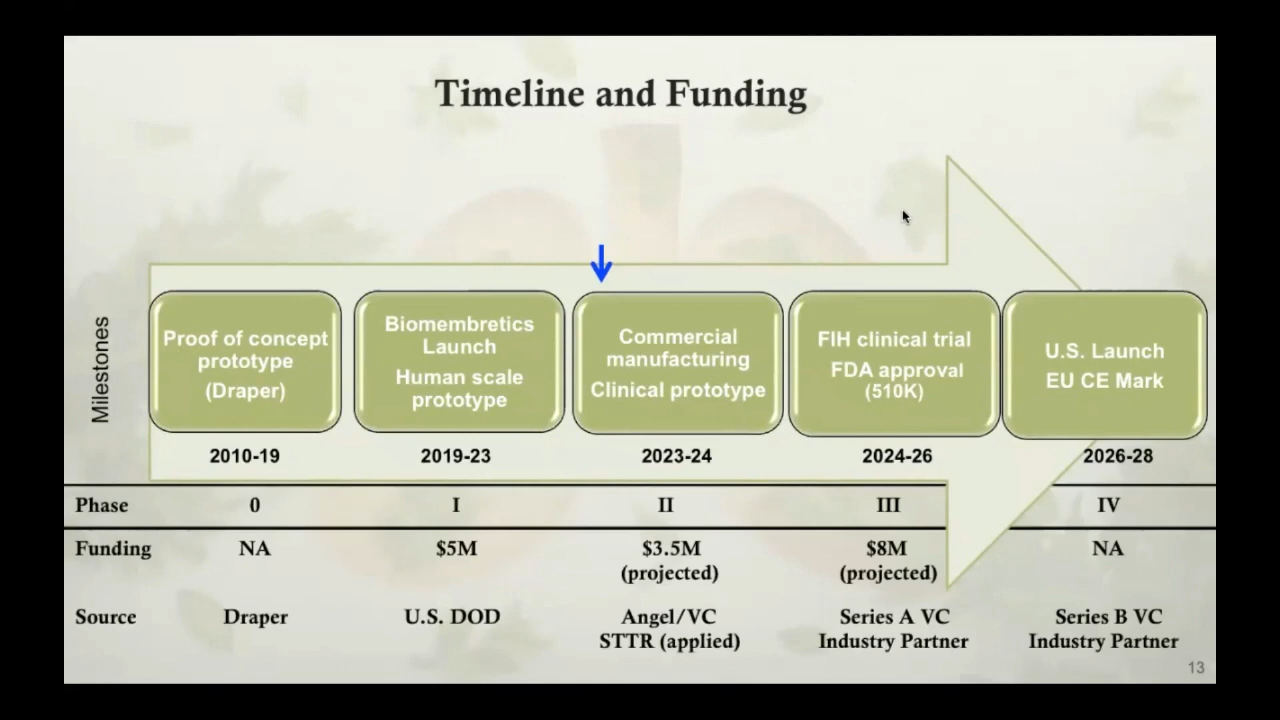 Timeline and Funding
Milestones
Proof of concept
prototype
(Draper)
Biomembretics
Launch
Human scale
prototype
Commercial
manufacturing
Clinical prototype
FIH clinical trial
FDA approval
(510K)
U.S. Launch
EU CE Mark
2010-19 2019-23 2023-24 2024-26 2026-28
Phase 0 I II III IV
Funding NA $5M $3.5M $8M NA
(projected) (projected)
Source Draper U.S. DOD Angel/VC Series A VC Series B VC
STTR (applied) Industry Partner Industry Partner
13